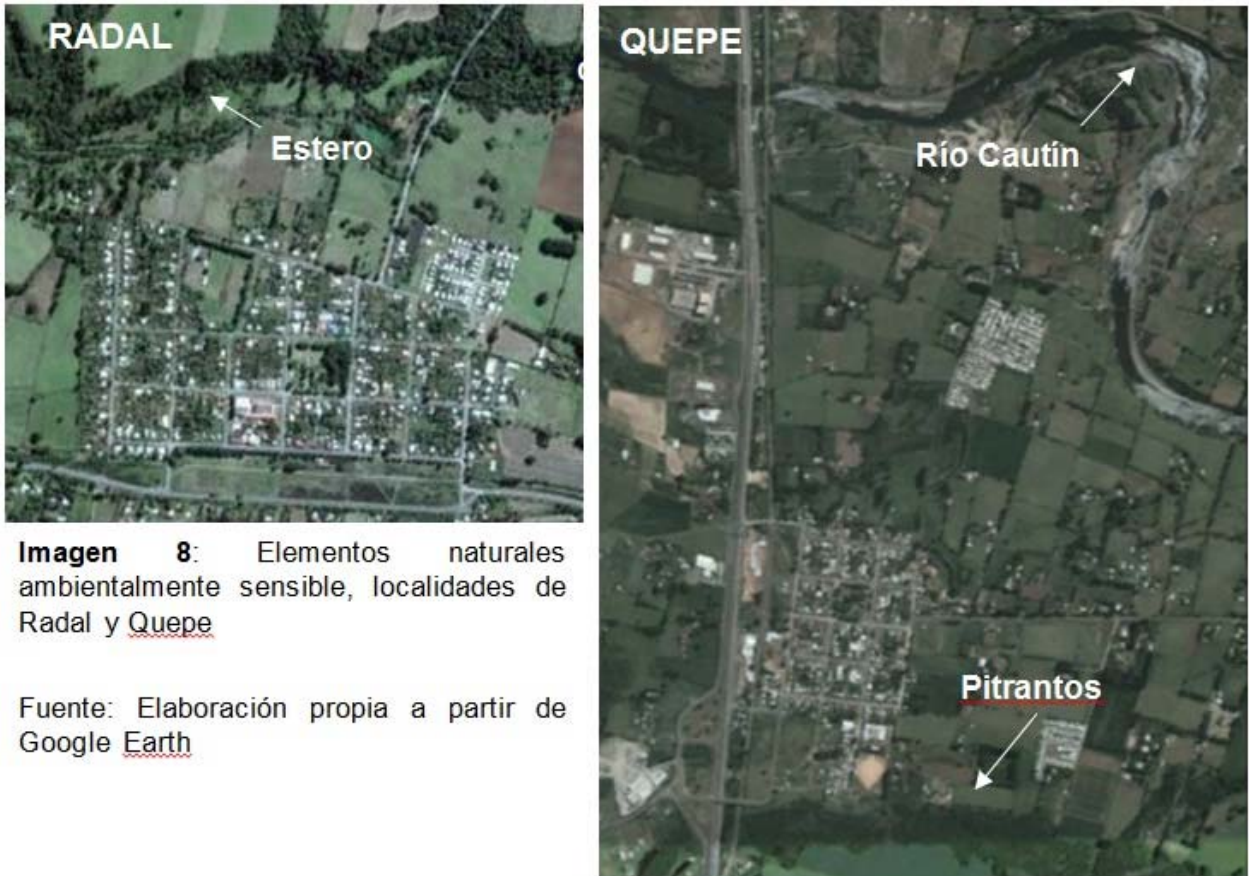 RADAL
Estero
Imagen 8: Elementos naturales
ambientalmente sensible, localidades de
Radal y Quepe
Fuente: Elaboración propia a partir de
Google Earth
QUEPE
Río Cautín
Pitrantos